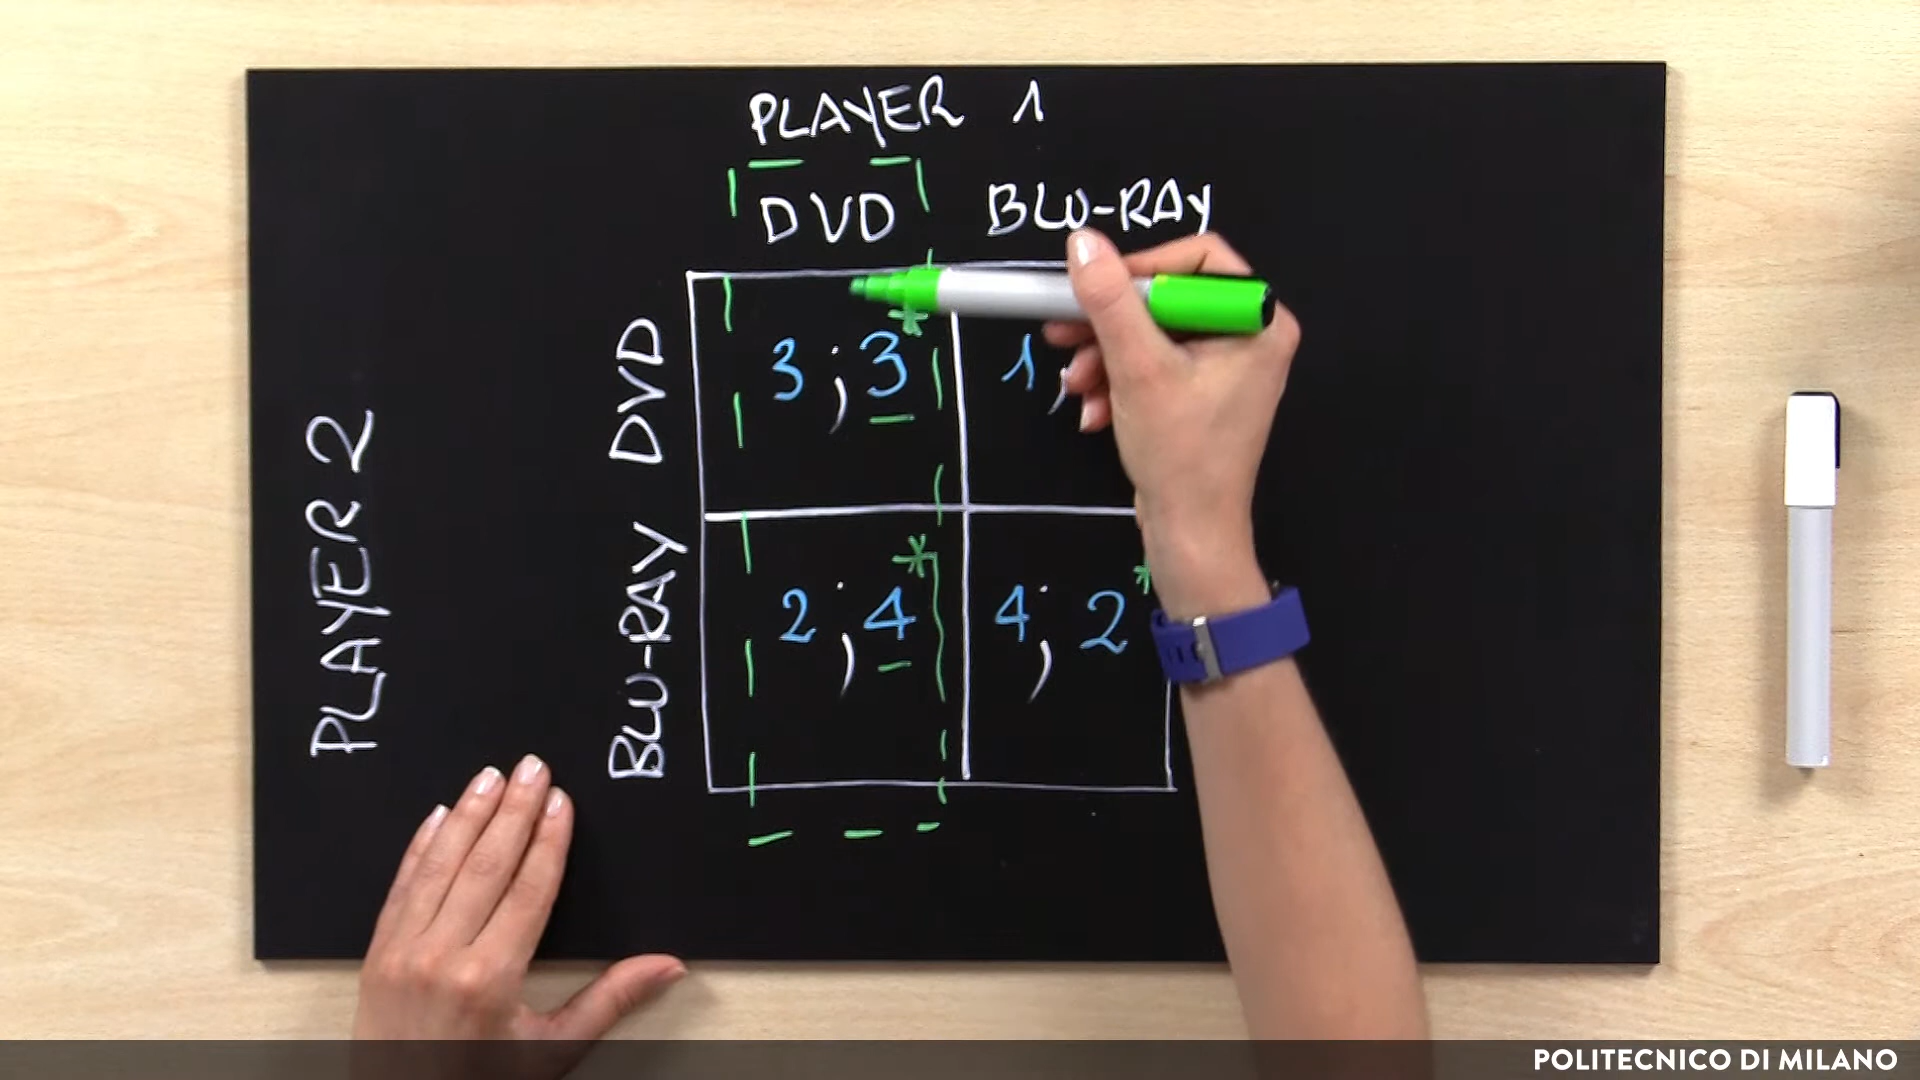 PLAYER 1
DVD BLU-RAY
PLAYER 2
DVD
3 ; 3* 1 ;
BLU-RAY
2 ; 4* 4 ; 2*
POLITECNICO DI MILANO